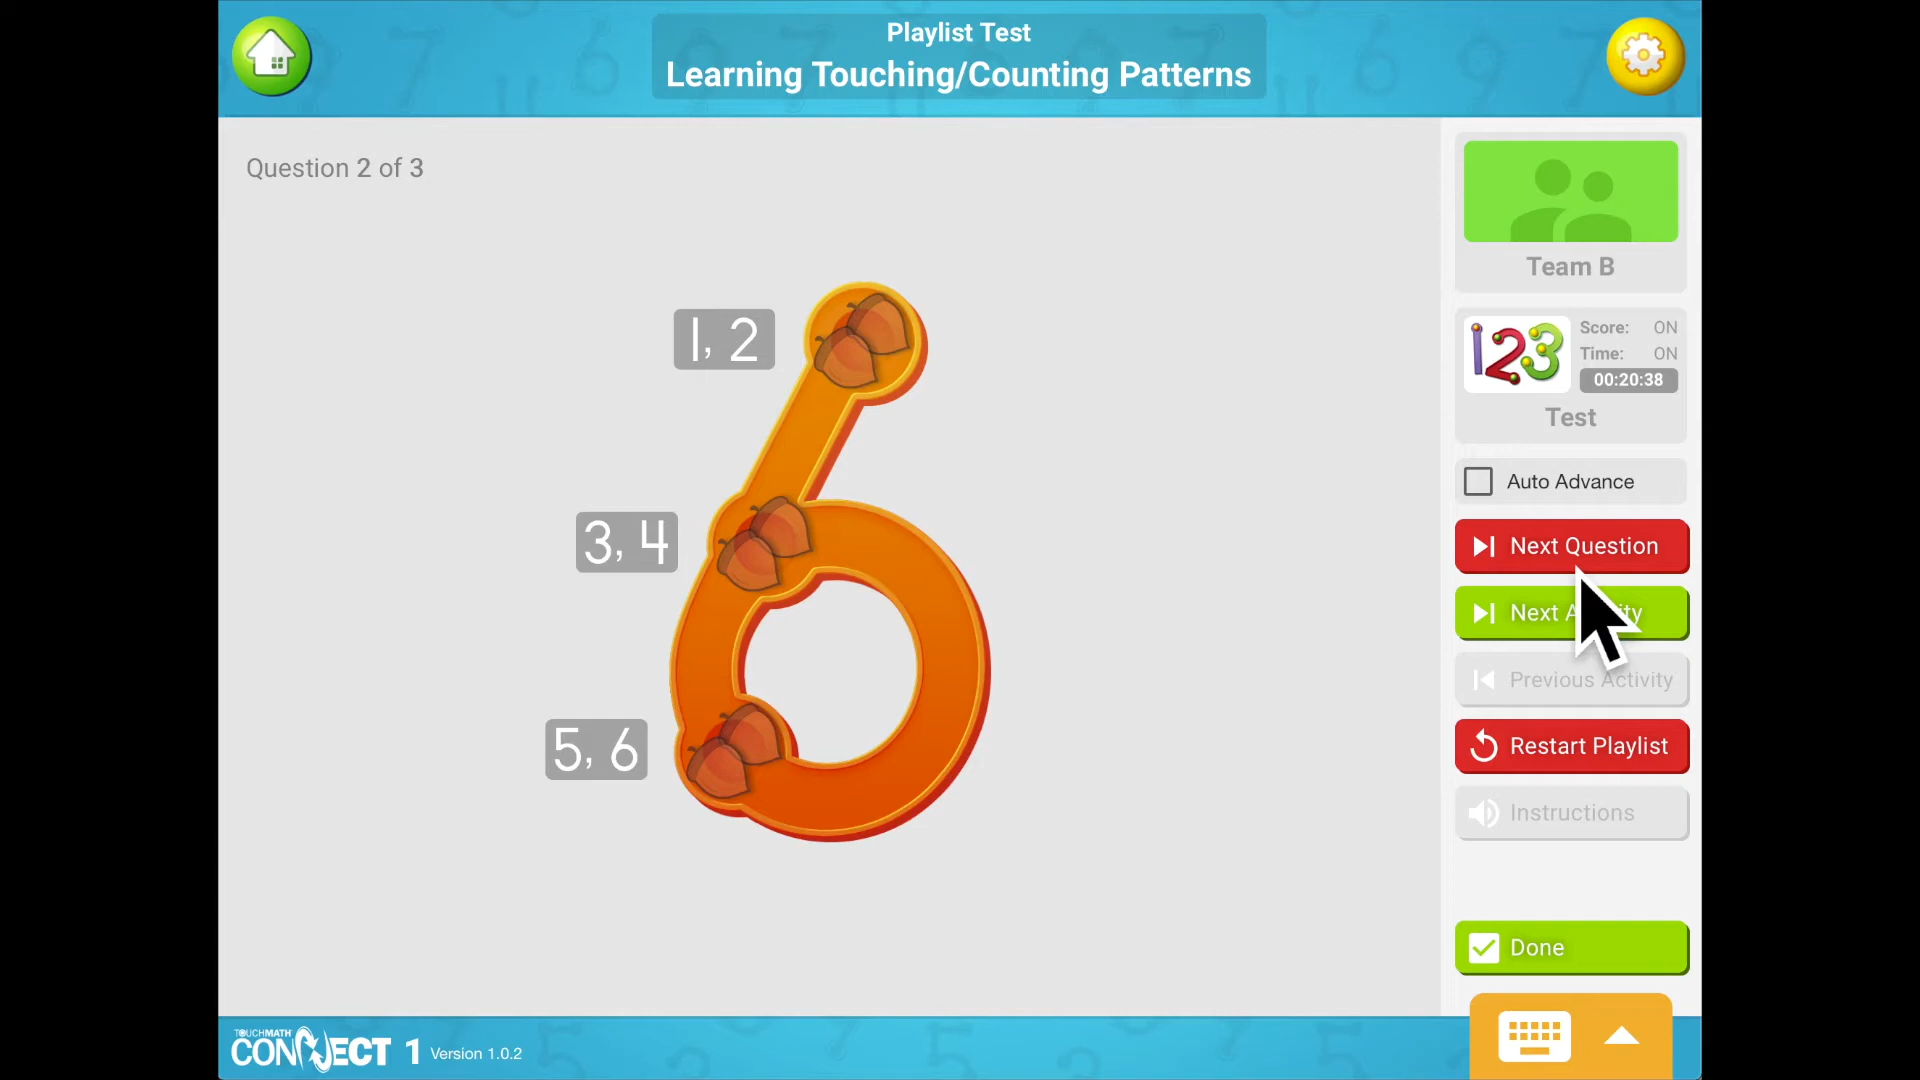 Playlist Test
Learning Touching/Counting Patterns
Question 2 of 3
1, 2
3, 4
5, 6
Team B
123
Score: ON
Time: ON
00:20:38
Test
Auto Advance
Next Question
Next
Previous Activity
Restart Playlist
Instructions
Done
TOUCHMATH
CONNECT 1 Version 1.0.2